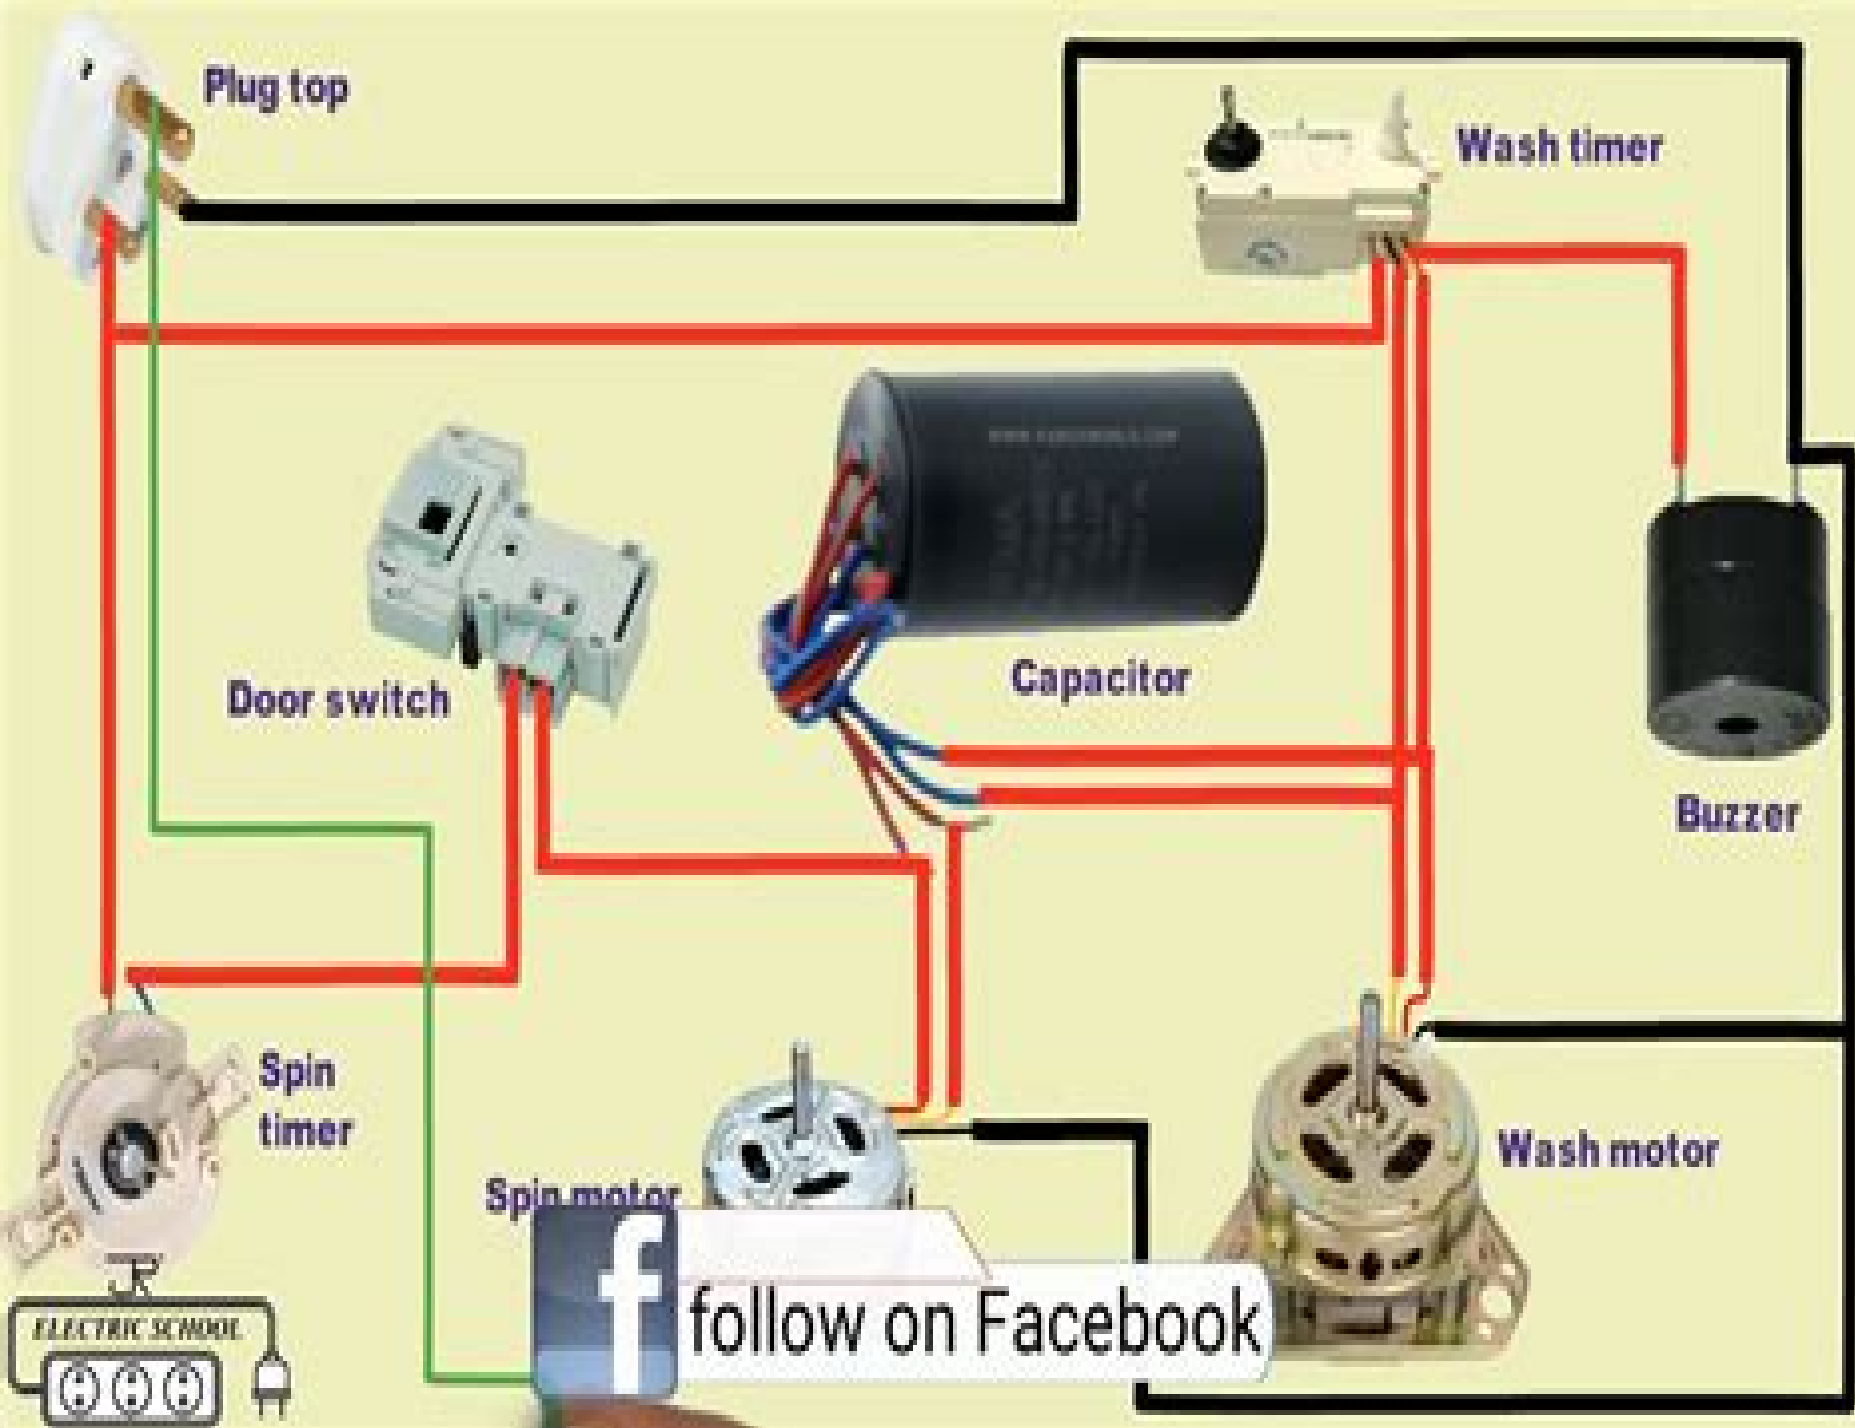 Plug top
Wash timer
Door switch
Capacitor
Buzzer
Spin
timer
Spin motor
Wash motor
JK
ELECTRIC SCHOOL
f
follow on Facebook